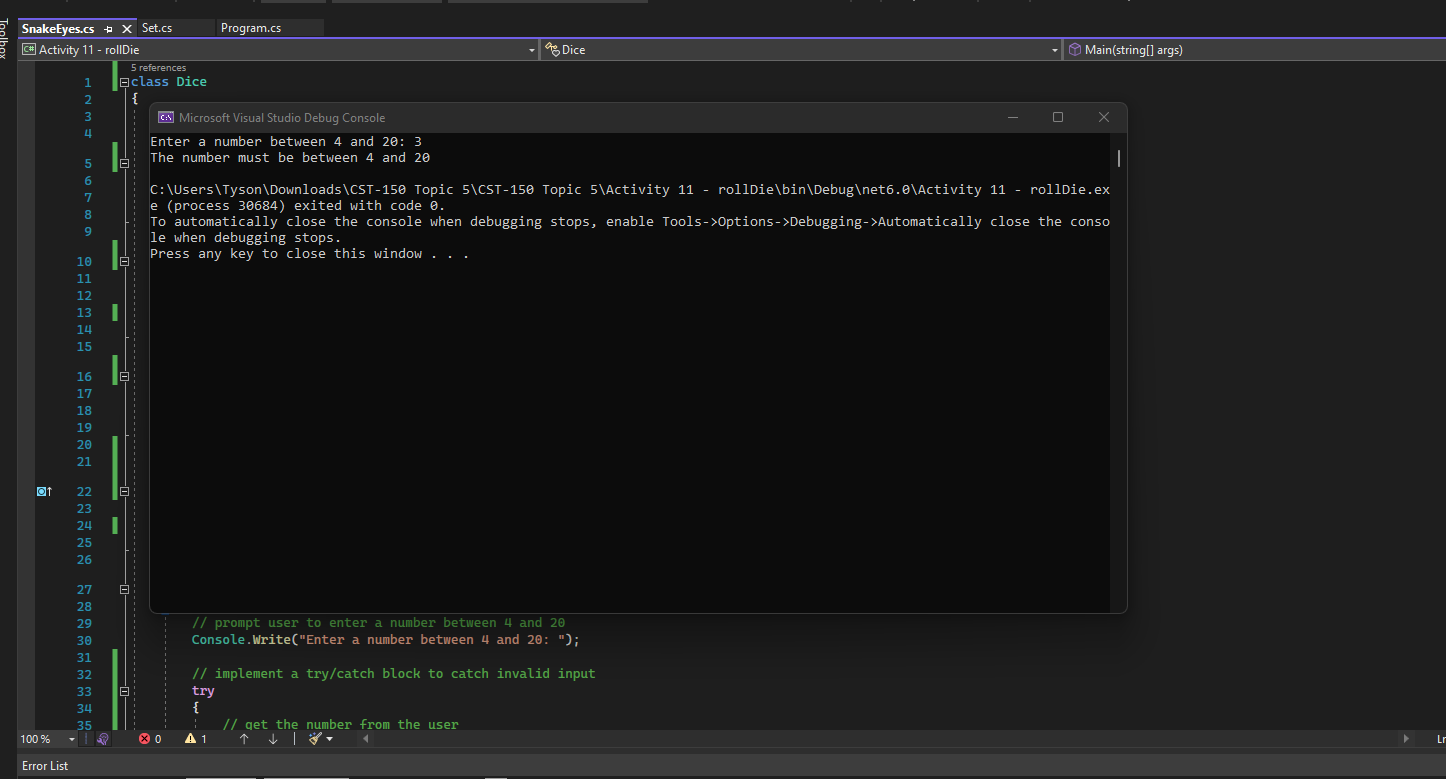 Toolbox
SnakeEyes.cs
Set.cs
Program.cs
C#
Activity 11 - rollDie
Dice
Main(string[] args)
5 references
1 class Dice
2 {
3
4
5
6
7
8
9
10
11
12
13
14
15
16
17
18
19
20
21
22
23
24
25
26
27
28
Microsoft Visual Studio Debug Console
Enter a number between 4 and 20: 3
The number must be between 4 and 20
C:\Users\Tyson\Downloads\CST-150 Topic 5\CST-150 Topic 5\Activity 11 - rollDie\bin\Debug\net6.0\Activity 11 - rollDie.ex
e (process 30684) exited with code 0.
To automatically close the console when debugging stops, enable Tools->Options->Debugging->Automatically close the conso
le when debugging stops.
Press any key to close this window . . .
29 // prompt user to enter a number between 4 and 20
30 Console.Write("Enter a number between 4 and 20: ");
31
32 // implement a try/catch block to catch invalid input
33 try
34 {
35 // get the number from the user
100 %
0
1
Error List